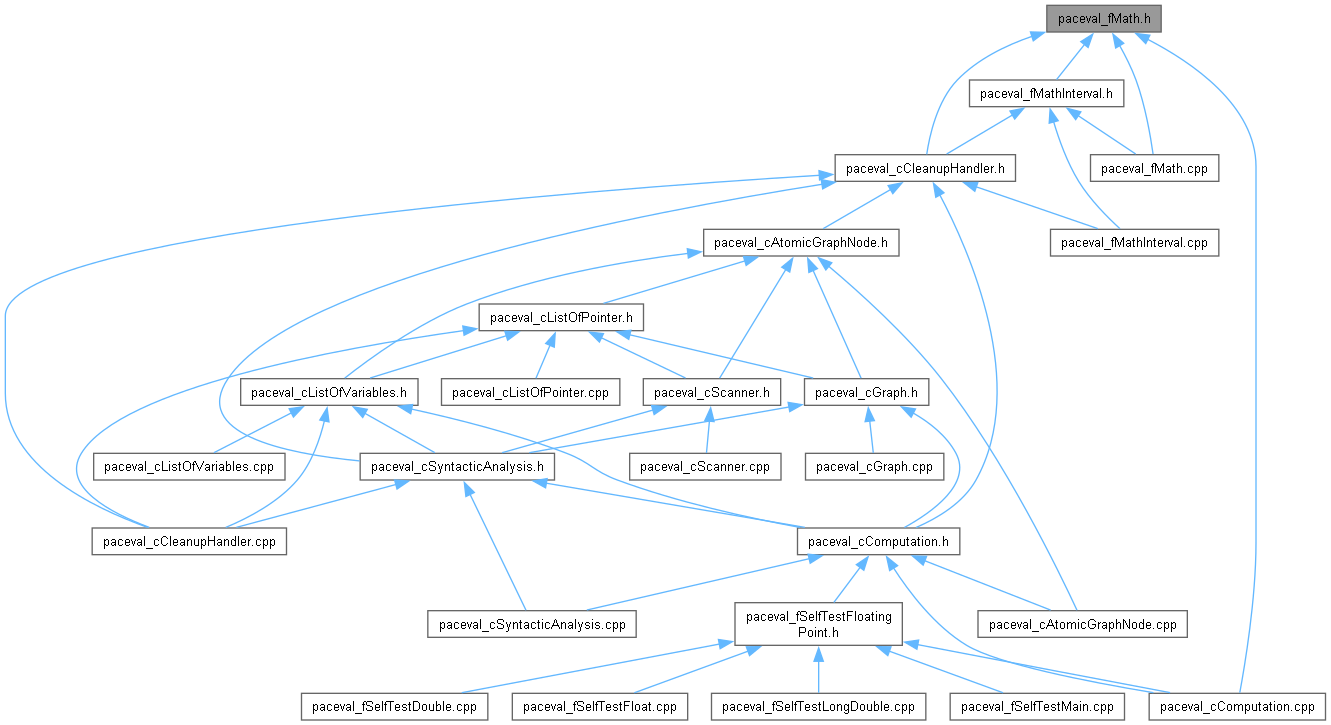 paceval_fMath.h
paceval_fMathInterval.h
paceval_cCleanupHandler.h
paceval_fMath.cpp
paceval_cAtomicGraphNode.h
paceval_fMathInterval.cpp
paceval_cListOfPointer.h
paceval_cListOfVariables.h
paceval_cListOfPointer.cpp
paceval_cScanner.h
paceval_cGraph.h
paceval_cListOfVariables.cpp
paceval_cSyntacticAnalysis.h
paceval_cScanner.cpp
paceval_cGraph.cpp
paceval_cCleanupHandler.cpp
paceval_cComputation.h
paceval_cSyntacticAnalysis.cpp
paceval_fSelfTestFloating
Point.h
paceval_cAtomicGraphNode.cpp
paceval_fSelfTestDouble.cpp
paceval_fSelfTestFloat.cpp
paceval_fSelfTestLongDouble.cpp
paceval_fSelfTestMain.cpp
paceval_cComputation.cpp